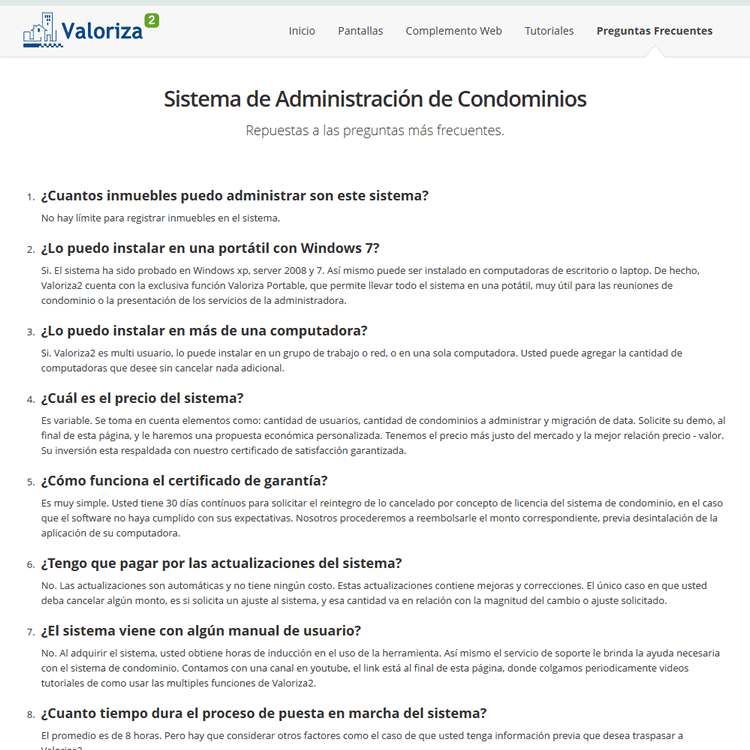 Valoriza 2
Inicio Pantallas Complemento Web Tutoriales Preguntas Frecuentes
Sistema de Administración de Condominios
Repuestas a las preguntas más frecuentes.
1. ¿Cuantos inmuebles puedo administrar son este sistema?
No hay límite para registrar inmuebles en el sistema.
2. ¿Lo puedo instalar en una portátil con Windows 7?
Si. El sistema ha sido probado en Windows xp, server 2008 y 7. Así mismo puede ser instalado en computadoras de escritorio o laptop. De hecho,
Valoriza2 cuenta con la exclusiva función Valoriza Portable, que permite llevar todo el sistema en una potátil, muy útil para las reuniones de
condominio o la presentación de los servicios de la administradora.
3. ¿Lo puedo instalar en más de una computadora?
Si. Valoriza2 es multi usuario, lo puede instalar en un grupo de trabajo o red, o en una sola computadora. Usted puede agregar la cantidad de
computadoras que desee sin cancelar nada adicional.
4. ¿Cuál es el precio del sistema?
Es variable. Se toma en cuenta elementos como: cantidad de usuarios, cantidad de condominios a administrar y migración de data. Solicite su demo, al
final de esta página, y le haremos una propuesta económica personalizada. Tenemos el precio más justo del mercado y la mejor relación precio - valor.
Su inversión esta respaldada con nuestro certificado de satisfacción garantizada.
5. ¿Cómo funciona el certificado de garantía?
Es muy simple. Usted tiene 30 días contínuos para solicitar el reintegro de lo cancelado por concepto de licencia del sistema de condominio, en el caso
que el software no haya cumplido con sus expectativas. Nosotros procederemos a reembolsarle el monto correspondiente, previa desintalación de la
aplicación de su computadora.
6. ¿Tengo que pagar por las actualizaciones del sistema?
No. Las actualizaciones son automáticas y no tiene ningún costo. Estas actualizaciones contiene mejoras y correcciones. El único caso en que usted
deba cancelar algún monto, es si solicita un ajuste al sistema, y esa cantidad va en relación con la magnitud del cambio o ajuste solicitado.
7. ¿El sistema viene con algún manual de usuario?
No. Al adquirir el sistema, usted obtiene horas de inducción en el uso de la herramienta. Así mismo el servicio de soporte le brinda la ayuda necesaria
con el sistema de condominio. Contamos con una canal en youtube, el link está al final de esta página, donde colgamos periodicamente videos
tutoriales de como usar las multiples funciones de Valoriza2.
8. ¿Cuanto tiempo dura el proceso de puesta en marcha del sistema?
El promedio es de 8 horas. Pero hay que considerar otros factores como el caso de que usted tenga información previa que desea traspasar a
Valoriza2.